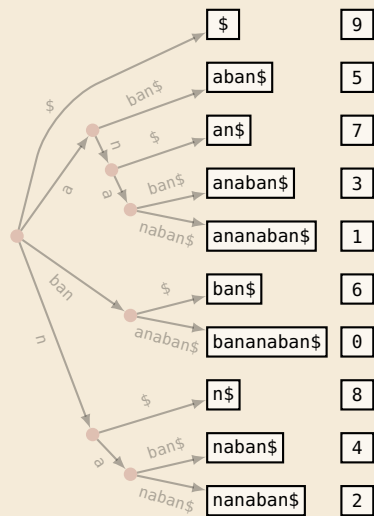 $ $ 9
ban$ aban$ 5
n $ an$ 7
a a ban$ anaban$ 3
naban$ ananaban$ 1
ban $ ban$ 6
anaban$ bananaban$ 0
n $ n$ 8
a ban$ naban$ 4
naban$ nanaban$ 2